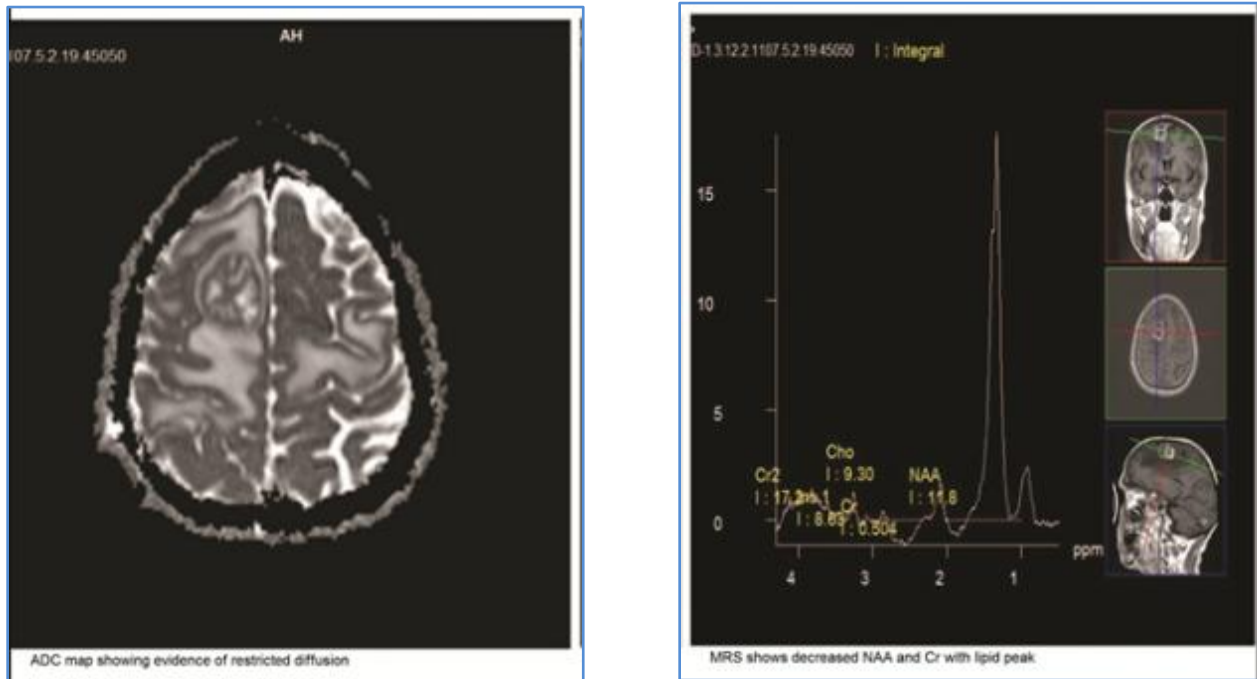 AH
107.5.2.19.45050
ADC map showing evidence of restricted diffusion
D-1.3.12.2.1107.5.2.19.45050 I : Integral
15
10
5
0
Cho
I : 9.30
Cr2
NAA
I : 11.8
I : 0.504
ppm
4 3 2 1
MRS shows decreased NAA and Cr with lipid peak